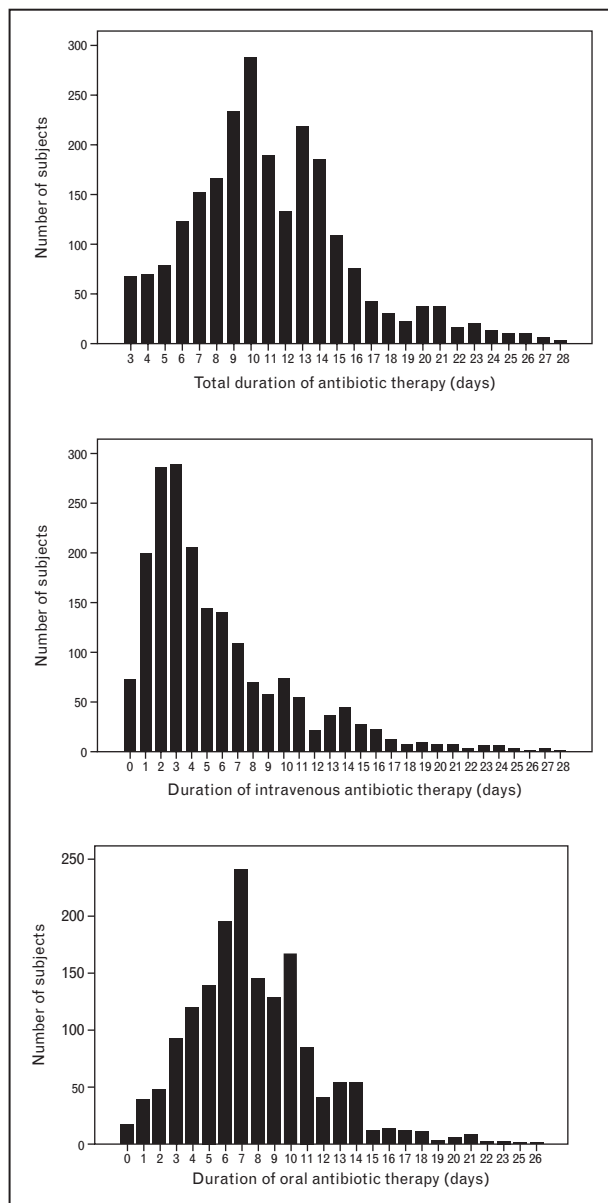 300
250
200
150
100
50
0
Number of subjects
3 4 5 6 7 8 9 10 11 12 13 14 15 16 17 18 19 20 21 22 23 24 25 26 27 28
Total duration of antibiotic therapy (days)
300
250
200
150
100
50
0
Number of subjects
0 1 2 3 4 5 6 7 8 9 10 11 12 13 14 15 16 17 18 19 20 21 22 23 24 25 26 27 28
Duration of intravenous antibiotic therapy (days)
250
200
150
100
50
0
Number of subjects
0 1 2 3 4 5 6 7 8 9 10 11 12 13 14 15 16 17 18 19 20 21 22 23 24 25 26
Duration of oral antibiotic therapy (days)